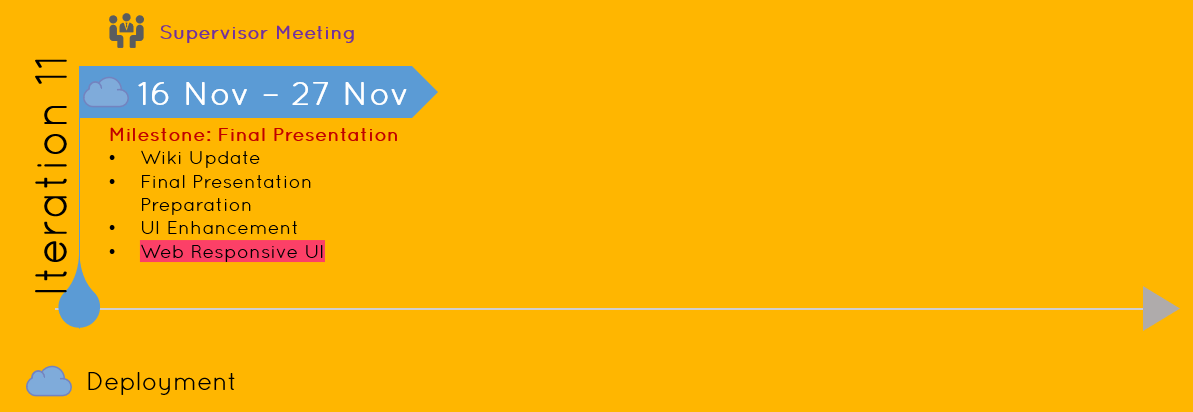 Supervisor Meeting
Iteration 11
16 Nov – 27 Nov
Milestone: Final Presentation
• Wiki Update
• Final Presentation
Preparation
• UI Enhancement
• Web Responsive UI
Deployment